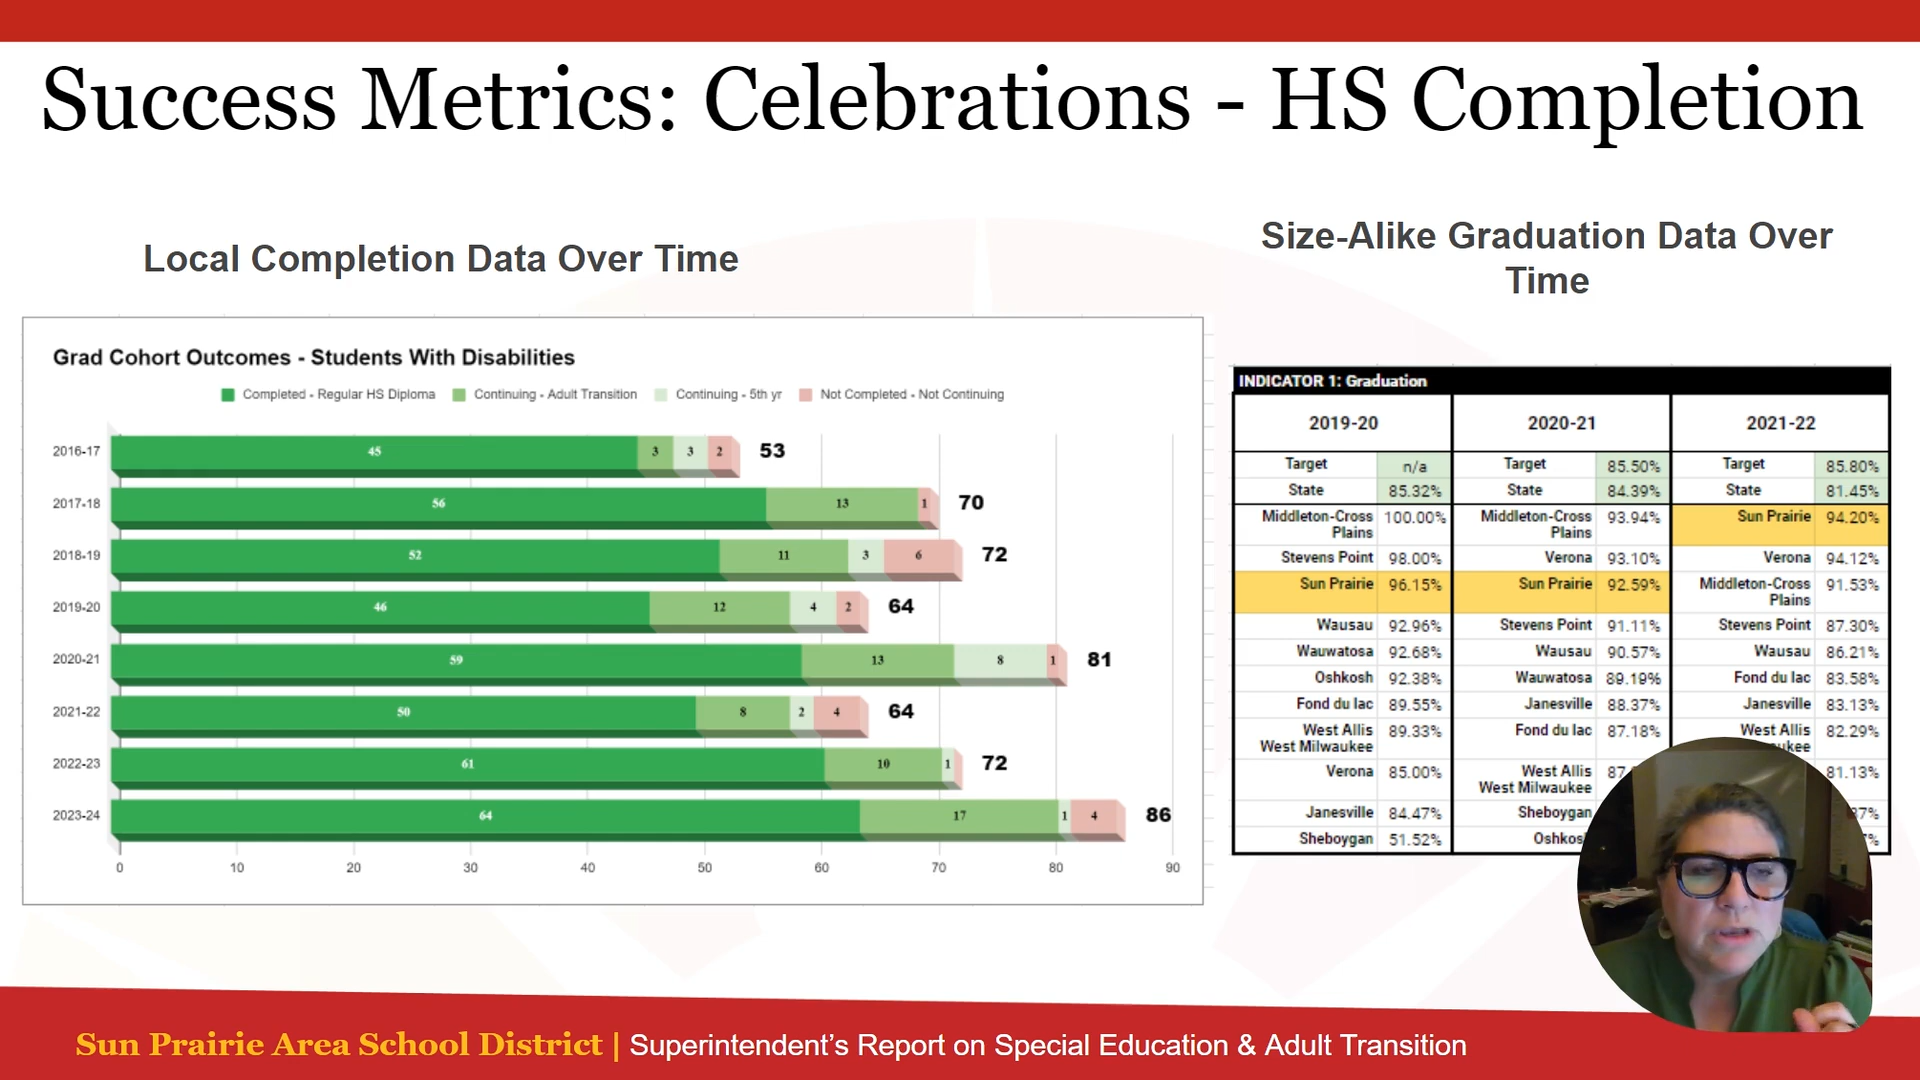 Success Metrics: Celebrations - HS Completion
Local Completion Data Over Time
Size-Alike Graduation Data Over
Time
Grad Cohort Outcomes - Students With Disabilities
Completed - Regular HS Diploma Continuing - Adult Transition Continuing - 5th yr Not Completed - Not Continuing
2016-17 45 3 3 2 53
2017-18 56 13 1 70
2018-19 52 11 3 6 72
2019-20 46 12 4 2 64
2020-21 59 13 8 1 81
2021-22 50 8 2 4 64
2022-23 61 10 1 72
2023-24 64 17 1 4 86
0 10 20 30 40 50 60 70 80 90
INDICATOR 1: Graduation
2019-20 2020-21 2021-22
Target n/a Target 85.50% Target 85.80%
State 85.32% State 84.39% State 81.45%
Middleton-Cross 100.00% Middleton-Cross 93.94% Sun Prairie 94.20%
Plains Plains
Stevens Point 98.00% Verona 93.10% Verona 94.12%
Sun Prairie 96.15% Sun Prairie 92.59% Middleton-Cross 91.53%
Plains
Wausau 92.96% Stevens Point 91.11% Stevens Point 87.30%
Wauwatosa 92.68% Wausau 90.57% Wausau 86.21%
Oshkosh 92.38% Wauwatosa 89.19% Fond du lac 83.58%
Fond du lac 89.55% Janesville 88.37% Janesville 83.13%
West Allis 89.33% Fond du lac 87.18% West Allis 82.29%
West Milwaukee
Verona 85.00% West Allis 81.13%
West Milwaukee
Janesville 84.47% Sheboygan
Sheboygan 51.52%
Sun Prairie Area School District | Superintendent's Report on Special Education & Adult Transition